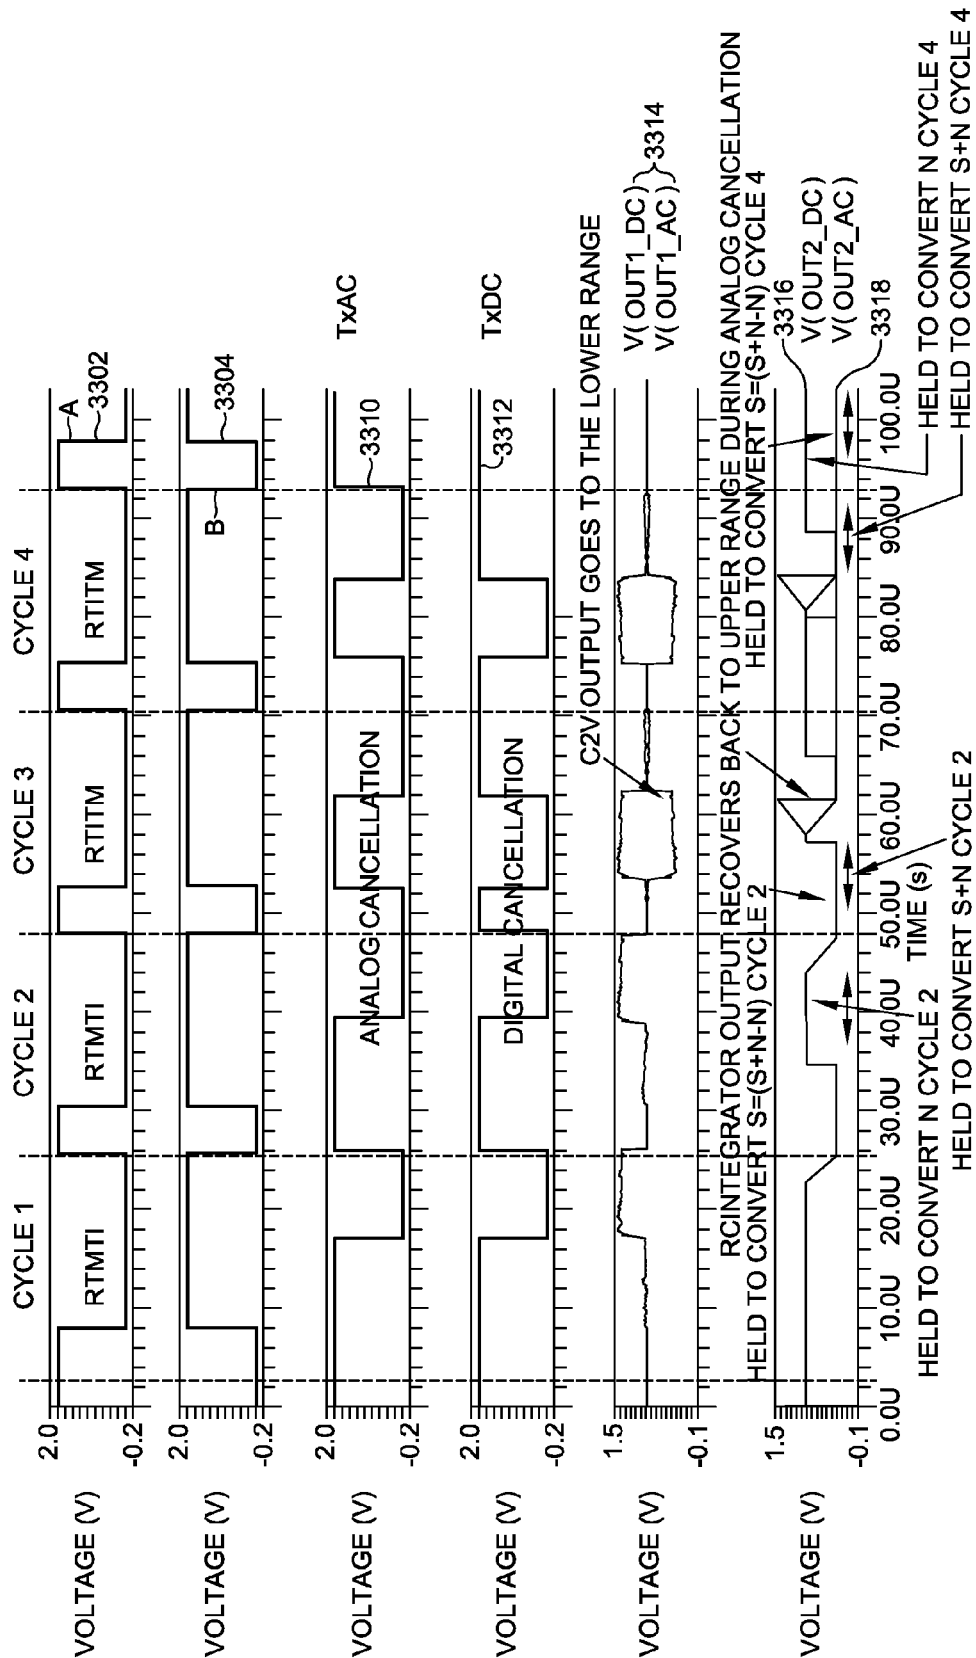 CYCLE 1
CYCLE 2
CYCLE 3
CYCLE 4
VOLTAGE (V)
2.0
-0.2
RTMTI
RTMTI
RTITM
RTITM
A
3302
VOLTAGE (V)
2.0
-0.2
B
3304
VOLTAGE (V)
2.0
-0.2
ANALOG CANCELLATION
TxAC
3310
VOLTAGE (V)
2.0
-0.2
DIGITAL CANCELLATION
TxDC
3312
C2V OUTPUT GOES TO THE LOWER RANGE
VOLTAGE (V)
1.5
-0.1
V(OUT1_DC)
V(OUT1_AC)
3314
RCINTEGRATOR OUTPUT RECOVERS BACK TO UPPER RANGE DURING ANALOG CANCELLATION
HELD TO CONVERT S=(S+N-N) CYCLE 2
HELD TO CONVERT S=(S+N-N) CYCLE 4
VOLTAGE (V)
1.5
-0.1
3316
V(OUT2_DC)
V(OUT2_AC)
3318
0.0U
10.0U
20.0U
30.0U
40.0U
50.0U
60.0U
70.0U
80.0U
90.0U
100.0U
TIME (s)
HELD TO CONVERT N CYCLE 2
HELD TO CONVERT N CYCLE 4
HELD TO CONVERT S+N CYCLE 2
HELD TO CONVERT S+N CYCLE 4